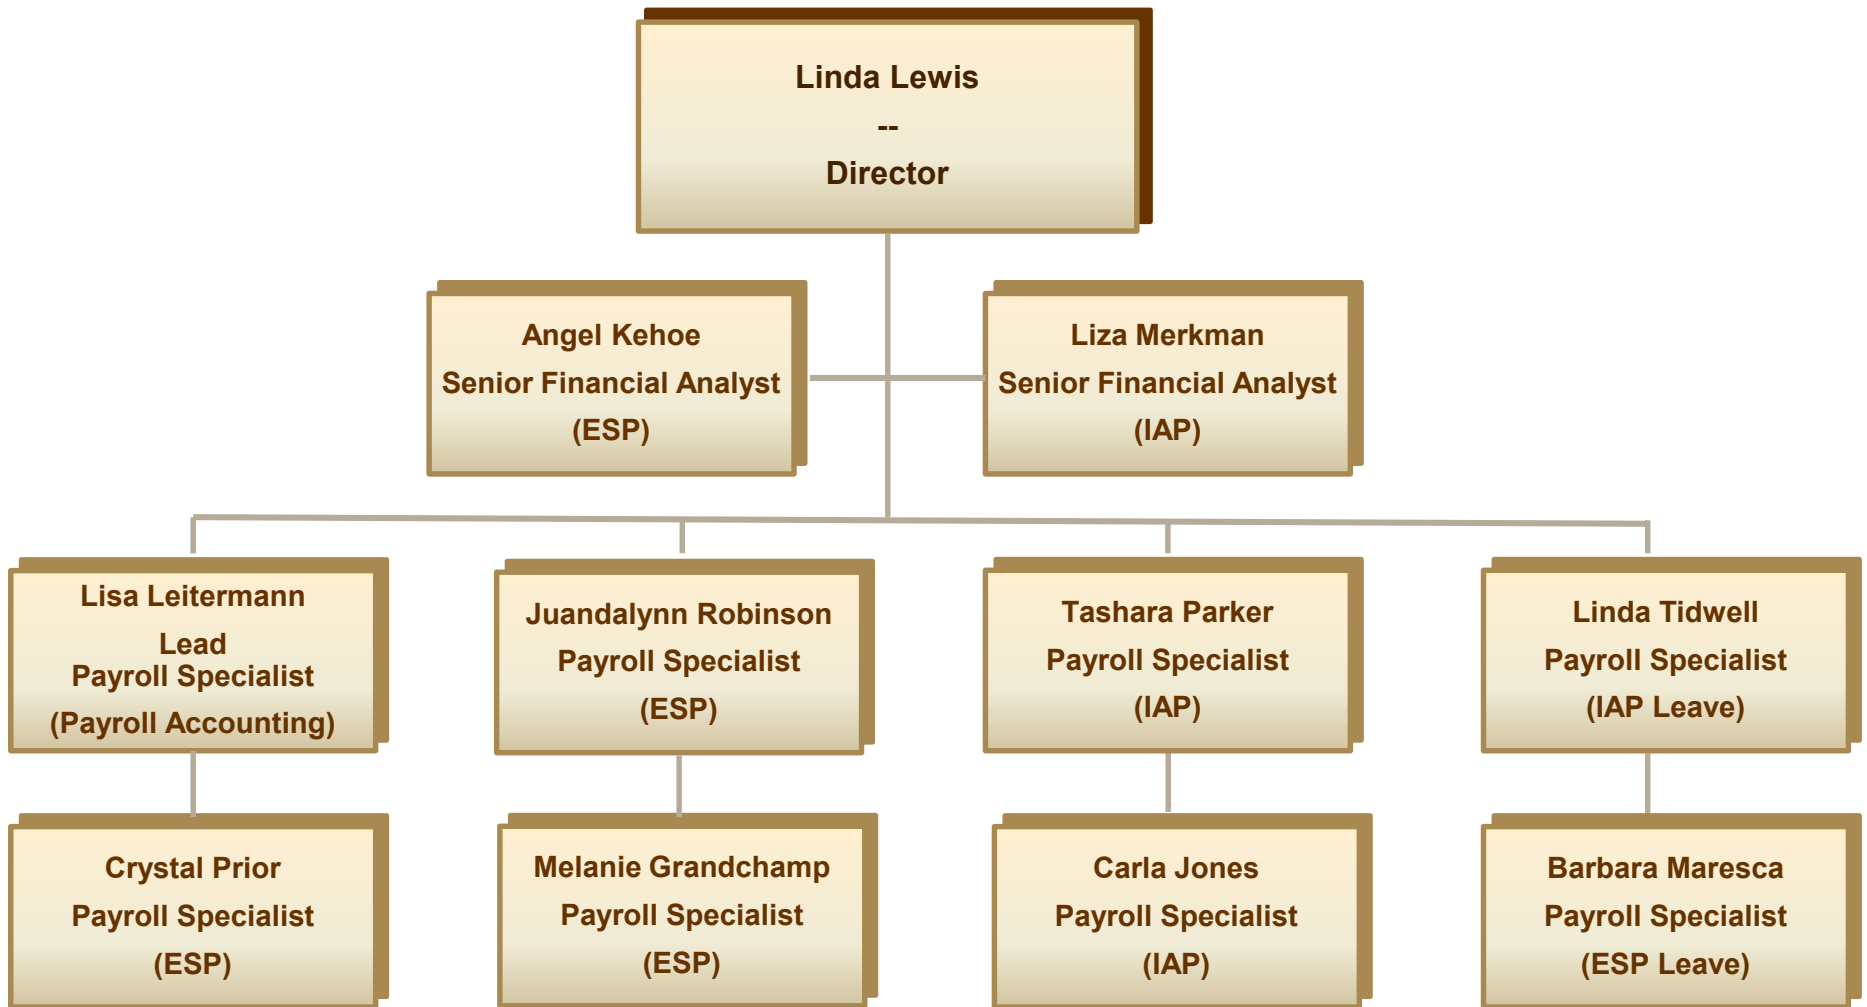 Linda Lewis
--
Director
Angel Kehoe
Senior Financial Analyst
(ESP)
Liza Merkman
Senior Financial Analyst
(IAP)
Lisa Leitermann
Lead
Payroll Specialist
(Payroll Accounting)
Juandalynn Robinson
Payroll Specialist
(ESP)
Tashara Parker
Payroll Specialist
(IAP)
Linda Tidwell
Payroll Specialist
(IAP Leave)
Crystal Prior
Payroll Specialist
(ESP)
Melanie Grandchamp
Payroll Specialist
(ESP)
Carla Jones
Payroll Specialist
(IAP)
Barbara Maresca
Payroll Specialist
(ESP Leave)